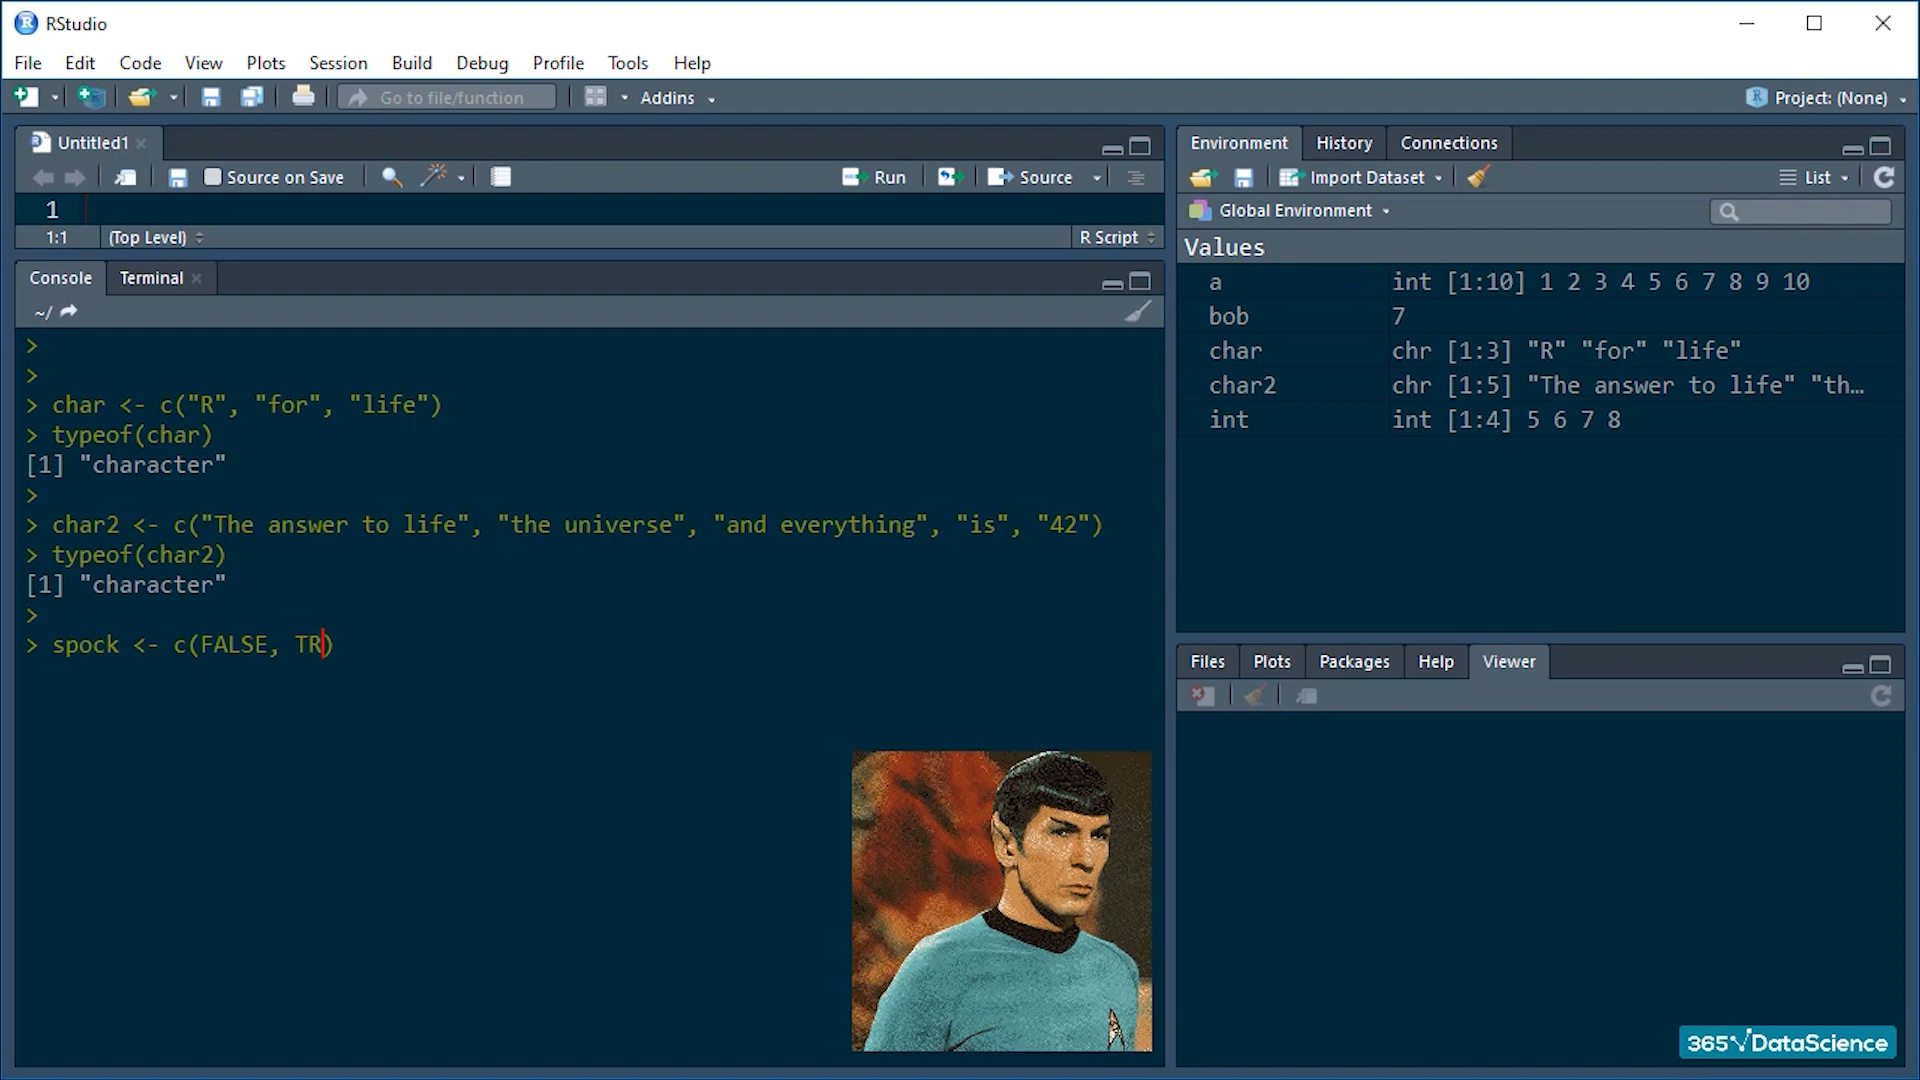 RStudio
File Edit Code View Plots Session Build Debug Profile Tools Help
Go to file/function Addins Project: (None)
Untitled1
Source on Save Run Source
1
1:1 (Top Level) R Script
Console Terminal
~/
>
>
> char <- c("R", "for", "life")
> typeof(char)
[1] "character"
>
> char2 <- c("The answer to life", "the universe", "and everything", "is", "42")
> typeof(char2)
[1] "character"
>
> spock <- c(FALSE, TR)
Environment History Connections
Import Dataset List
Global Environment
Values
a int [1:10] 1 2 3 4 5 6 7 8 9 10
bob 7
char chr [1:3] "R" "for" "life"
char2 chr [1:5] "The answer to life" "th…
int int [1:4] 5 6 7 8
Files Plots Packages Help Viewer
365 DataScience